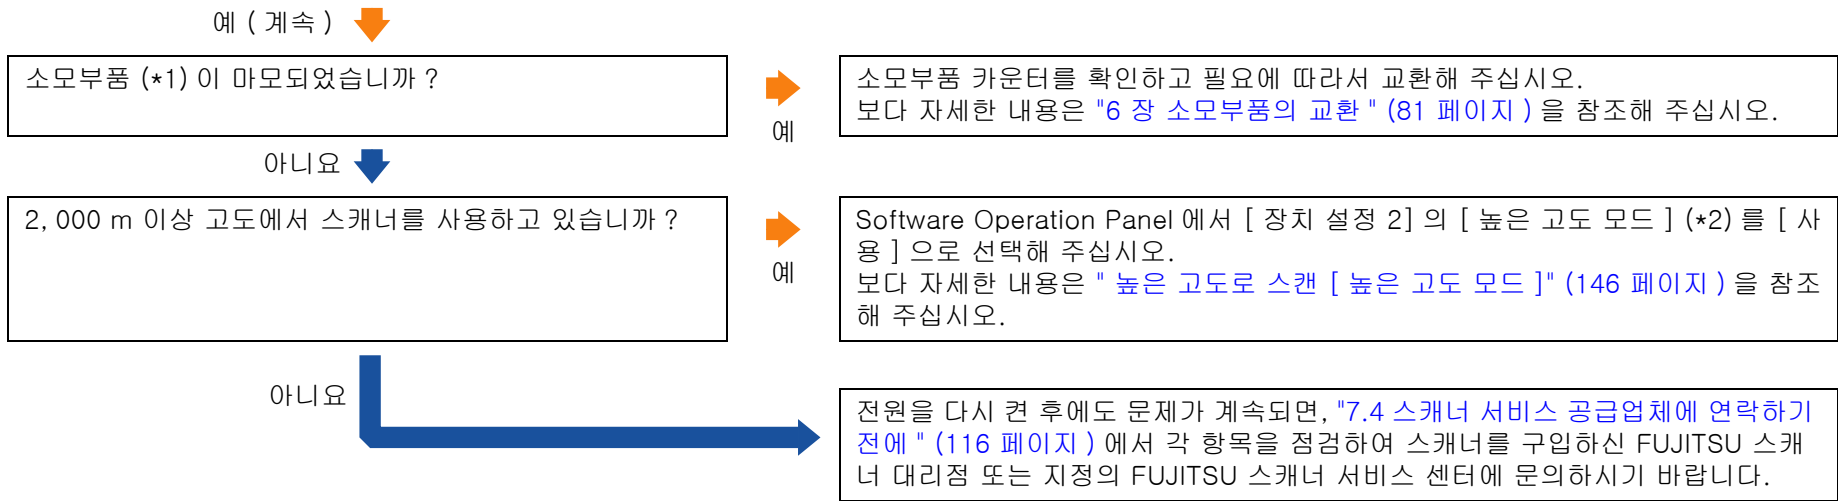 예 ( 계속 )
소모부품 (*1) 이 마모되었습니까 ?
예
소모부품 카운터를 확인하고 필요에 따라서 교환해 주십시오.
보다 자세한 내용은 "6 장 소모부품의 교환 " (81 페이지 ) 을 참조해 주십시오.
아니요
2, 000 m 이상 고도에서 스캐너를 사용하고 있습니까 ?
예
Software Operation Panel 에서 [ 장치 설정 2] 의 [ 높은 고도 모드 ] (*2) 를 [ 사
용 ] 으로 선택해 주십시오.
보다 자세한 내용은 " 높은 고도로 스캔 [ 높은 고도 모드 ]" (146 페이지 ) 을 참조
해 주십시오.
아니요
전원을 다시 켠 후에도 문제가 계속되면, "7.4 스캐너 서비스 공급업체에 연락하기
전에 " (116 페이지 ) 에서 각 항목을 점검하여 스캐너를 구입하신 FUJITSU 스캐
너 대리점 또는 지정의 FUJITSU 스캐너 서비스 센터에 문의하시기 바랍니다.